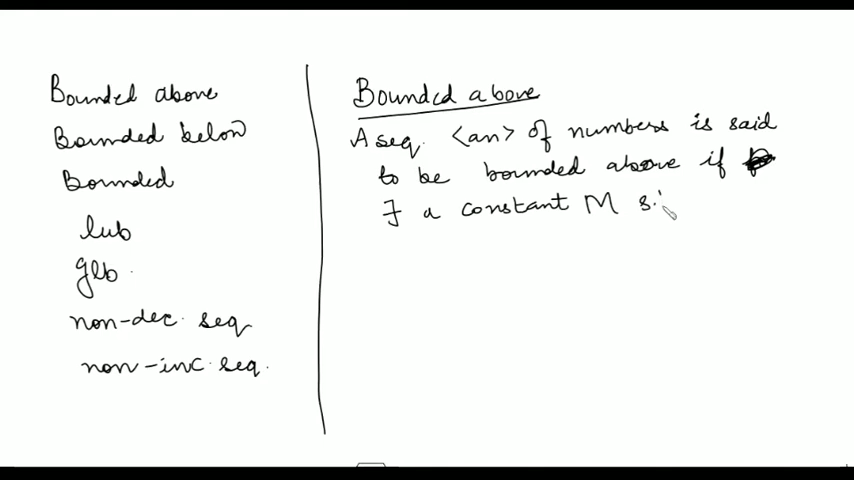 Bounded above
Bounded below
Bounded
lub
glb.
non-dec. seq
non-inc. seq.
Bounded above
A seq. <an> of numbers is said
to be bounded above if
∃ a constant M s.